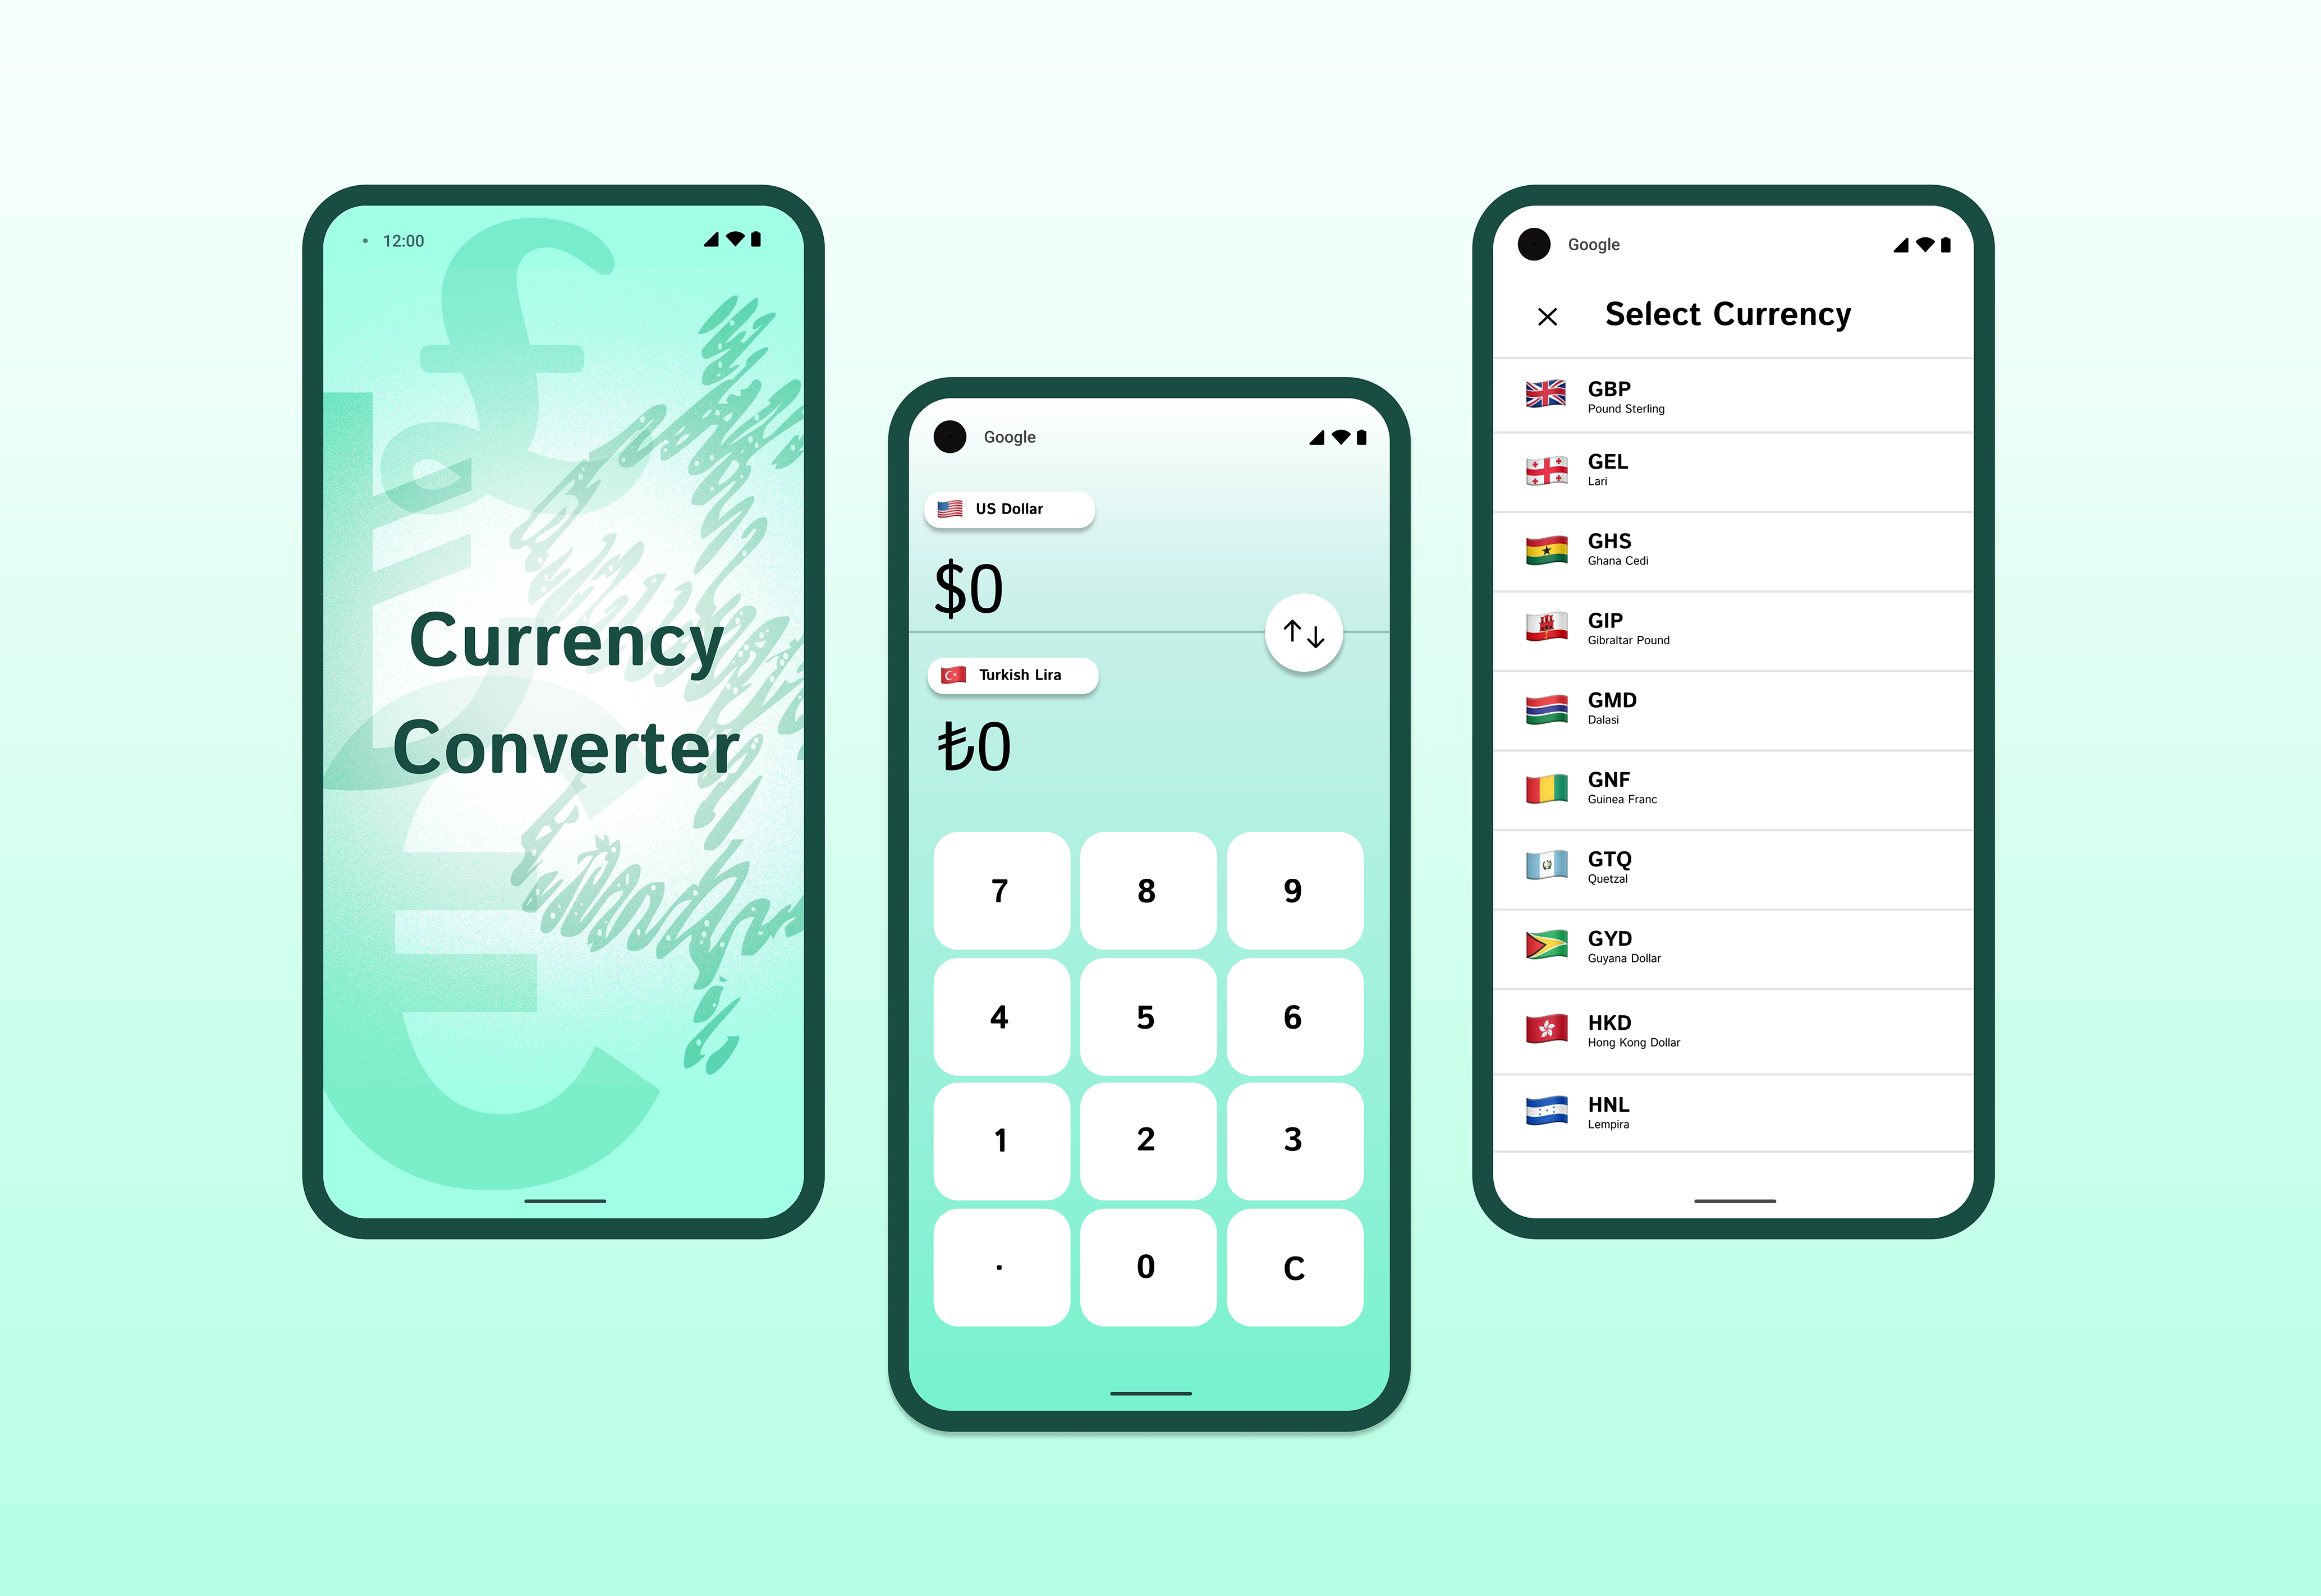 12:00
Currency
Converter
Google
US Dollar
$0
Turkish Lira
₺0
7 8 9
4 5 6
1 2 3
. 0 C
Google
Select Currency
GBP
Pound Sterling
GEL
Lari
GHS
Ghana Cedi
GIP
Gibraltar Pound
GMD
Dalasi
GNF
Guinea Franc
GTQ
Quetzal
GYD
Guyana Dollar
HKD
Hong Kong Dollar
HNL
Lempira